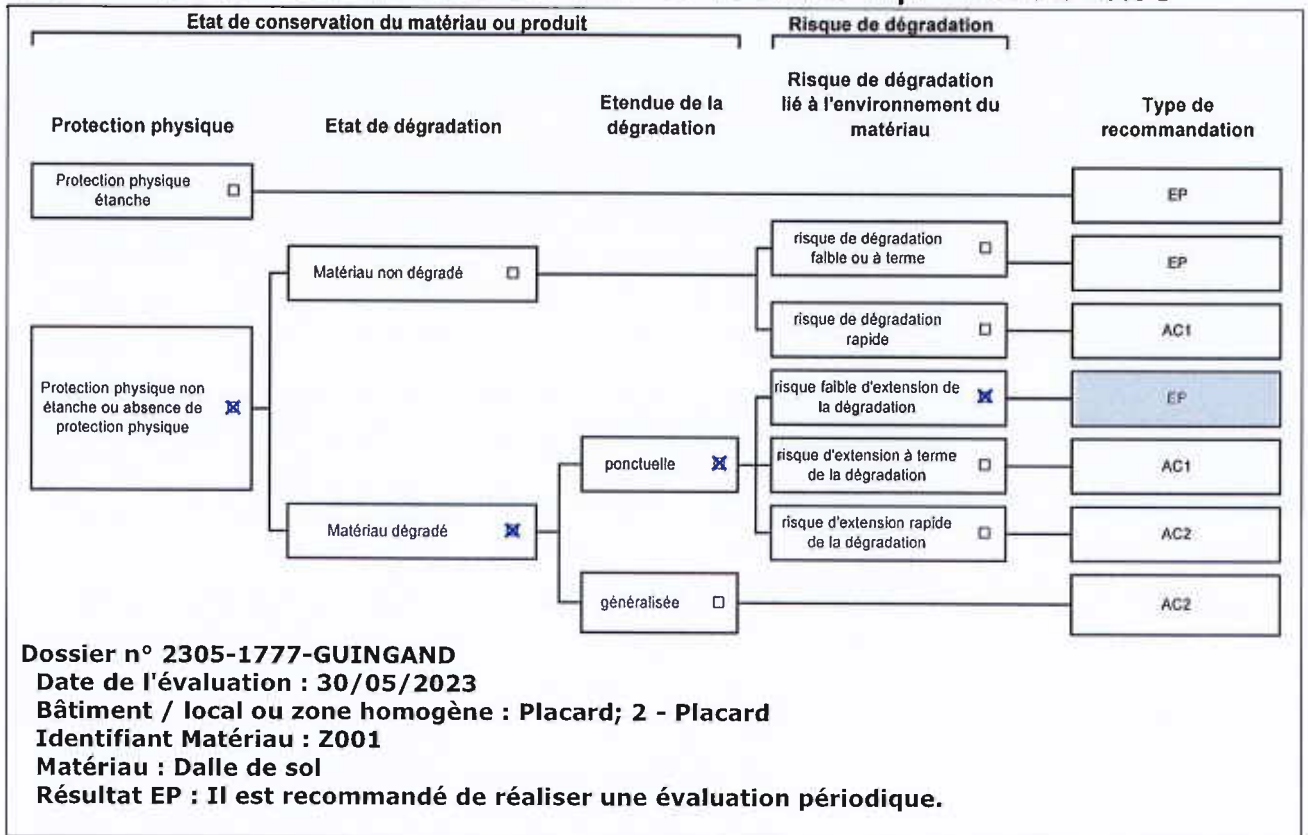 Etat de conservation du matériau ou produit
Risque de dégradation
Protection physique
Etat de dégradation
Etendue de la
dégradation
Risque de dégradation
lié à l'environnement du
matériau
Type de
recommandation
Protection physique
étanche
EP
Matériau non dégradé
risque de dégradation
faible ou à terme
EP
risque de dégradation
rapide
AC1
Protection physique non
étanche ou absence de
protection physique
risque faible d'extension de
la dégradation
EP
ponctuelle
risque d'extension à terme
de la dégradation
AC1
Matériau dégradé
risque d'extension rapide
de la dégradation
AC2
généralisée
AC2
Dossier n° 2305-1777-GUINGAND
Date de l'évaluation : 30/05/2023
Bâtiment / local ou zone homogène : Placard; 2 - Placard
Identifiant Matériau : Z001
Matériau : Dalle de sol
Résultat EP : Il est recommandé de réaliser une évaluation périodique.